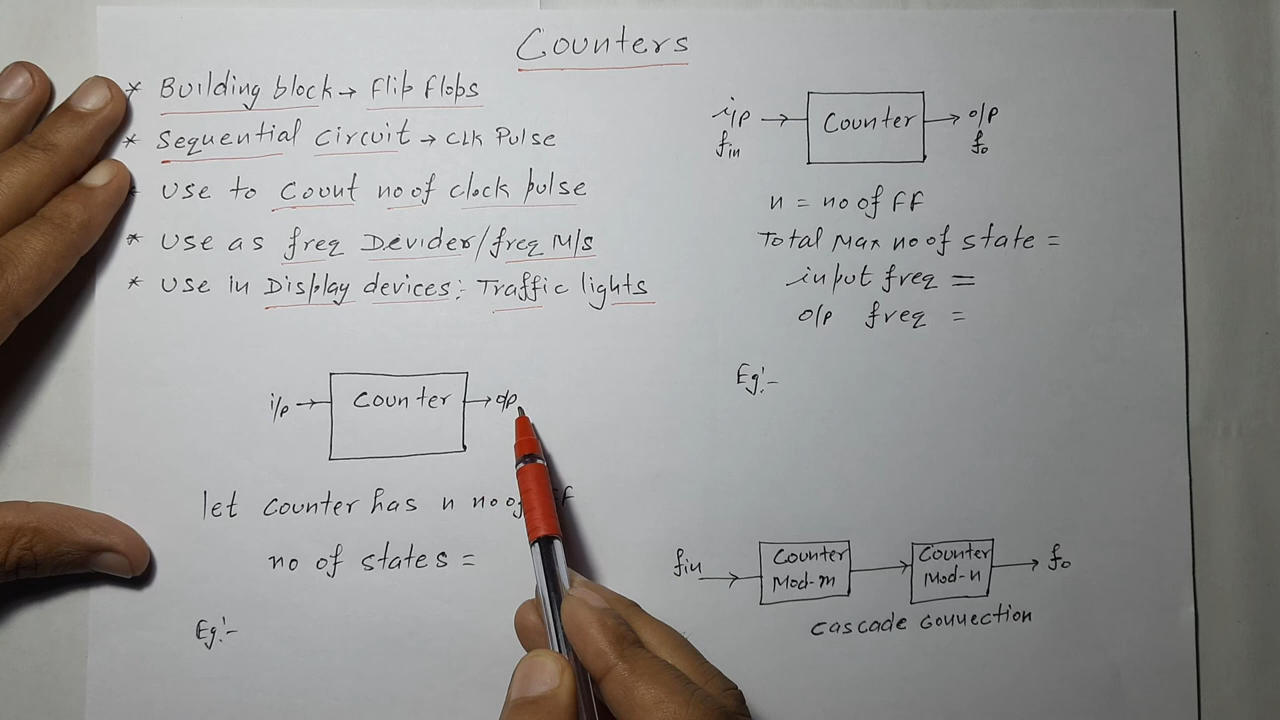 Counters
* Building block → flip flops
* Sequential circuit → CLK Pulse
* Use to Count no of clock pulse
* Use as freq Devider/freq M/s
* Use in Display devices: Traffic lights
i/p → Counter → o/p
let counter has n no of FF
no of states =
Eg:-
i/p → Counter → o/p
fin fo
n = no of FF
Total Max no of state =
input freq =
o/p freq =
Eg:-
fin → Counter Mod-m → Counter Mod-n → fo
Cascade Connection